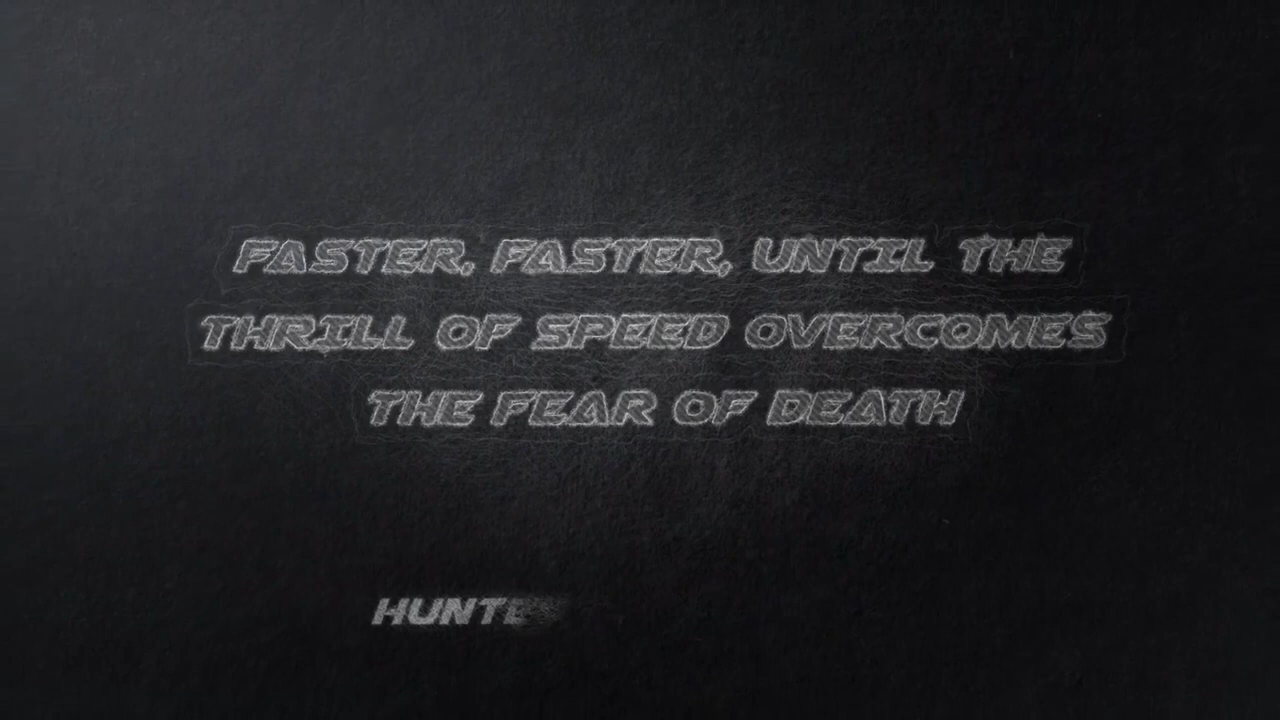 FASTER, FASTER, UNTIL THE
THRILL OF SPEED OVERCOMES
THE FEAR OF DEATH